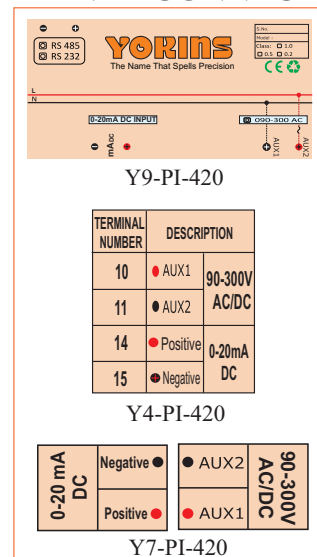 RS 485
RS 232
YORINS
The Name That Spells Precision
S.No.
Model:-
Class: 1.0
0.5 0.2
CE
L
N
0-20mA DC INPUT
090-300 AC
mADC
AUX1
AUX2
Y9-PI-420
TERMINAL NUMBER DESCRIPTION
10 AUX1 90-300V AC/DC
11 AUX2
14 Positive 0-20mA DC
15 Negative
Y4-PI-420
0-20 mA DC
Negative
Positive
AUX2
AUX1
90-300V AC/DC
Y7-PI-420